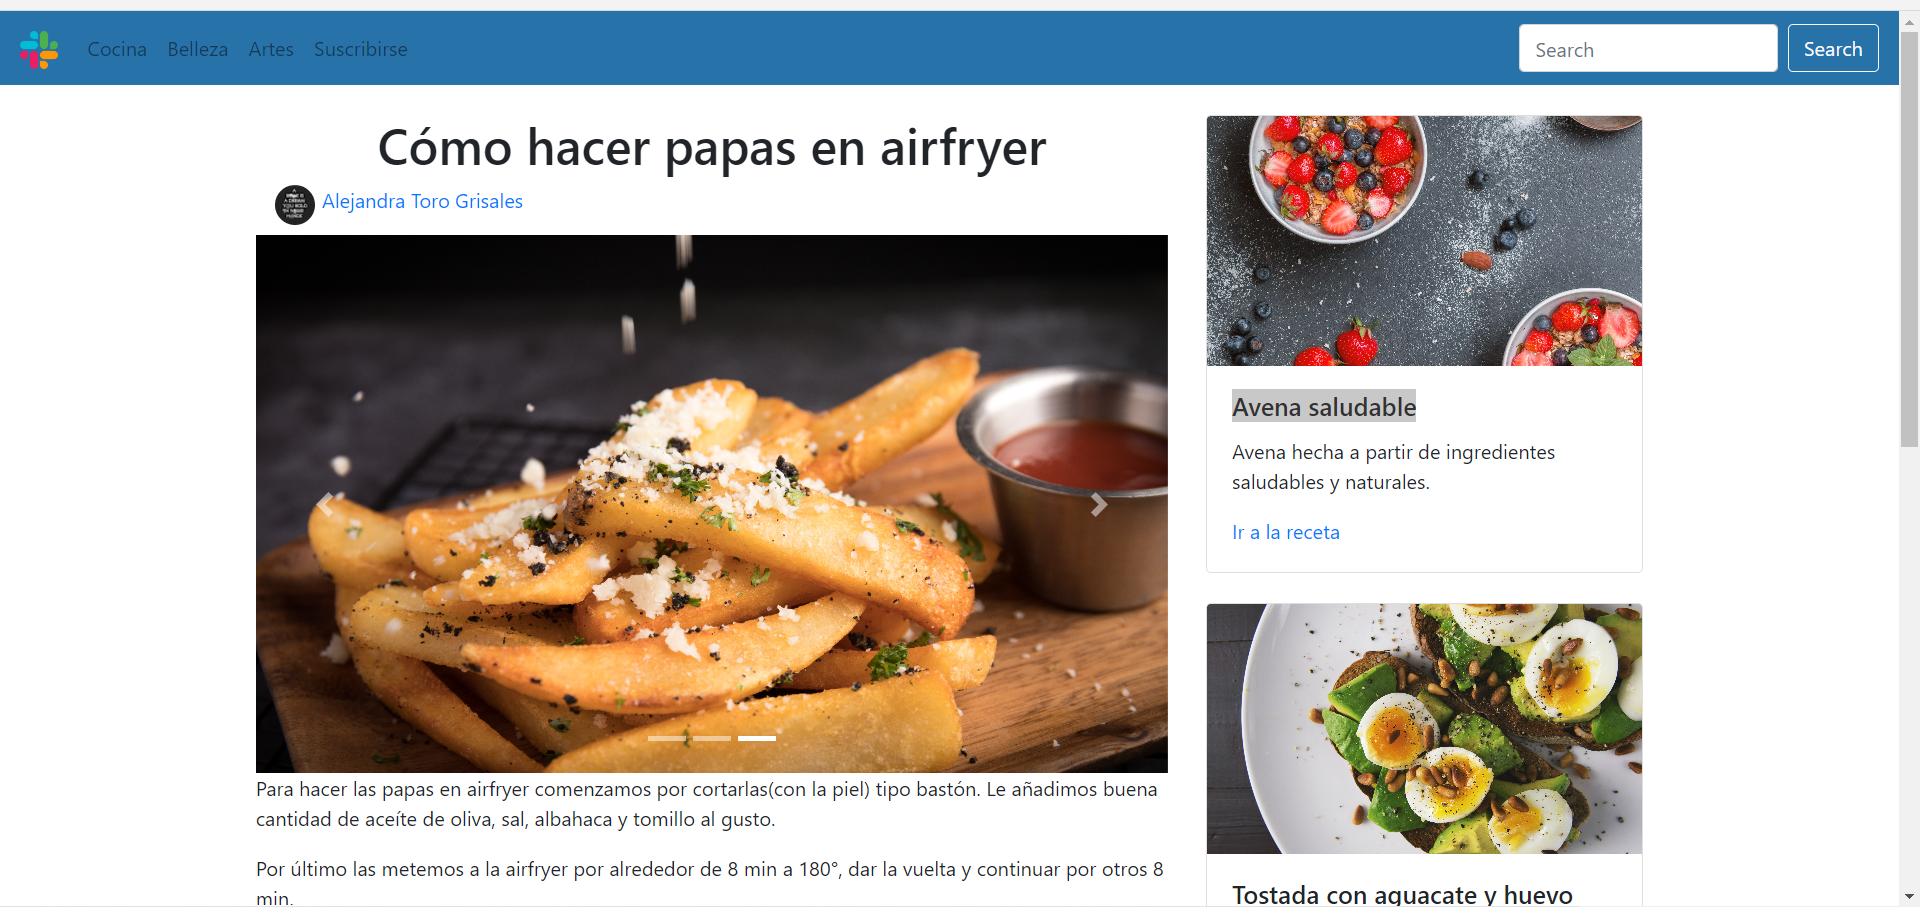 Cocina Belleza Artes Suscribirse Search Search
Cómo hacer papas en airfryer
Alejandra Toro Grisales
Para hacer las papas en airfryer comenzamos por cortarlas(con la piel) tipo bastón. Le añadimos buena
cantidad de aceíte de oliva, sal, albahaca y tomillo al gusto.
Por último las metemos a la airfryer por alrededor de 8 min a 180°, dar la vuelta y continuar por otros 8
min.
Avena saludable
Avena hecha a partir de ingredientes
saludables y naturales.
Ir a la receta
Tostada con aguacate y huevo